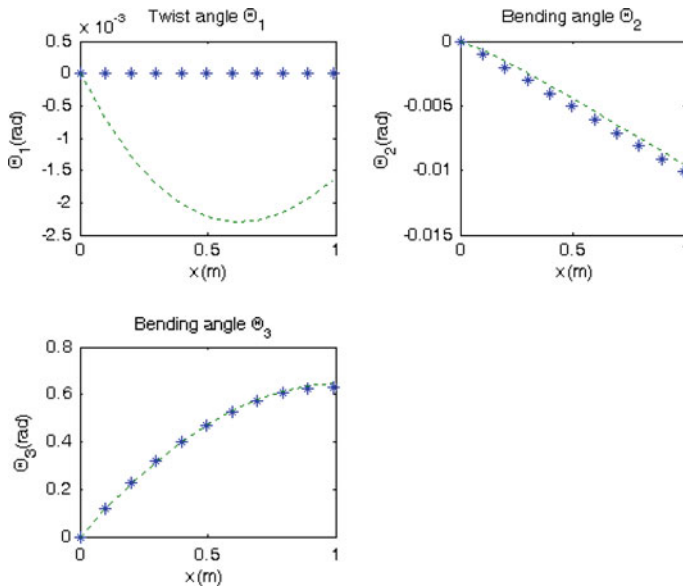 Twist angle Θ1
x 10-3
0.5
0
-0.5
-1
-1.5
-2
-2.5
0
0.5
1
Θ1(rad)
x(m)
Bending angle Θ2
0
-0.005
-0.01
-0.015
0
0.5
1
Θ2(rad)
x(m)
Bending angle Θ3
0.8
0.6
0.4
0.2
0
0
0.5
1
Θ3(rad)
x(m)